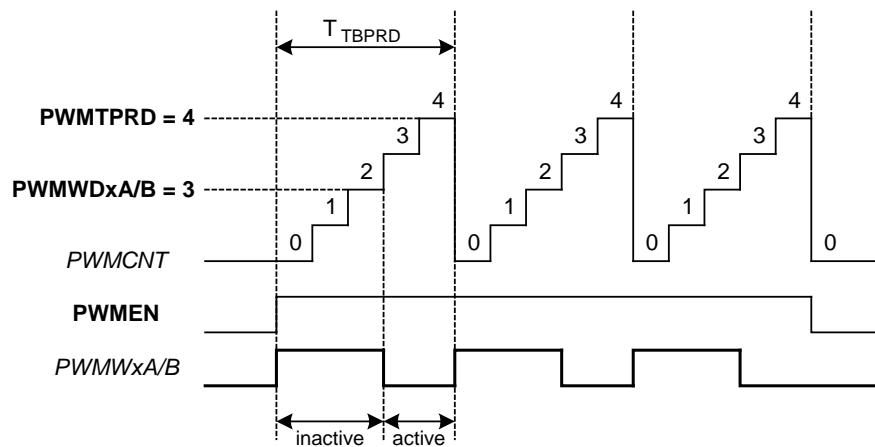 T TBPRD
4 4 4
PWMTPRD = 4
3 3 3
2 2 2
PWMWDxA/B = 3
1 1 1
0 0 0 0
PWMCNT
PWMEN
PWMWxA/B
inactive active